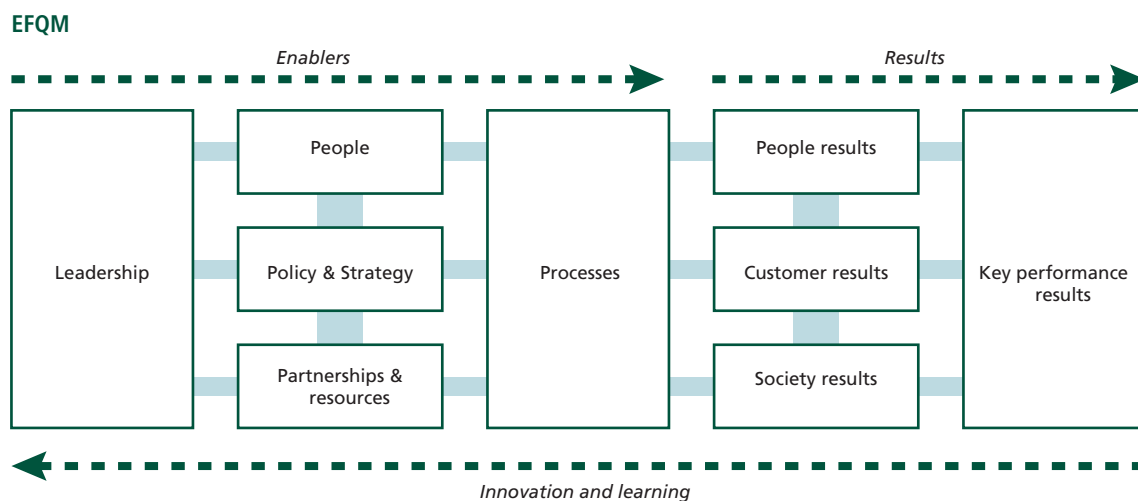 EFQM
Enablers
Results
Leadership
People
Policy & Strategy
Partnerships &
resources
Processes
People results
Customer results
Society results
Key performance
results
Innovation and learning